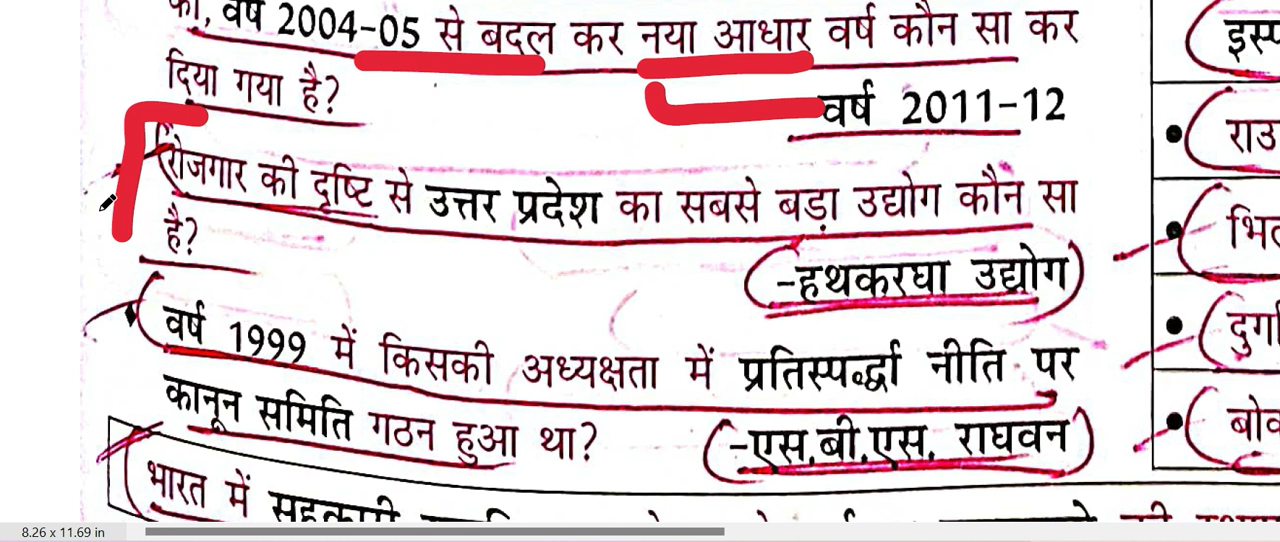 को, वर्ष 2004-05 से बदल कर नया आधार वर्ष कौन सा कर
दिया गया है?
वर्ष 2011-12
रोजगार की दृष्टि से उत्तर प्रदेश का सबसे बड़ा उद्योग कौन सा
है?
-हथकरघा उद्योग
वर्ष 1999 में किसकी अध्यक्षता में प्रतिस्पर्द्धा नीति पर
कानून समिति गठन हुआ था?
-एस.बी.एस. राघवन
भारत में सहकारी
8.26 x 11.69 in